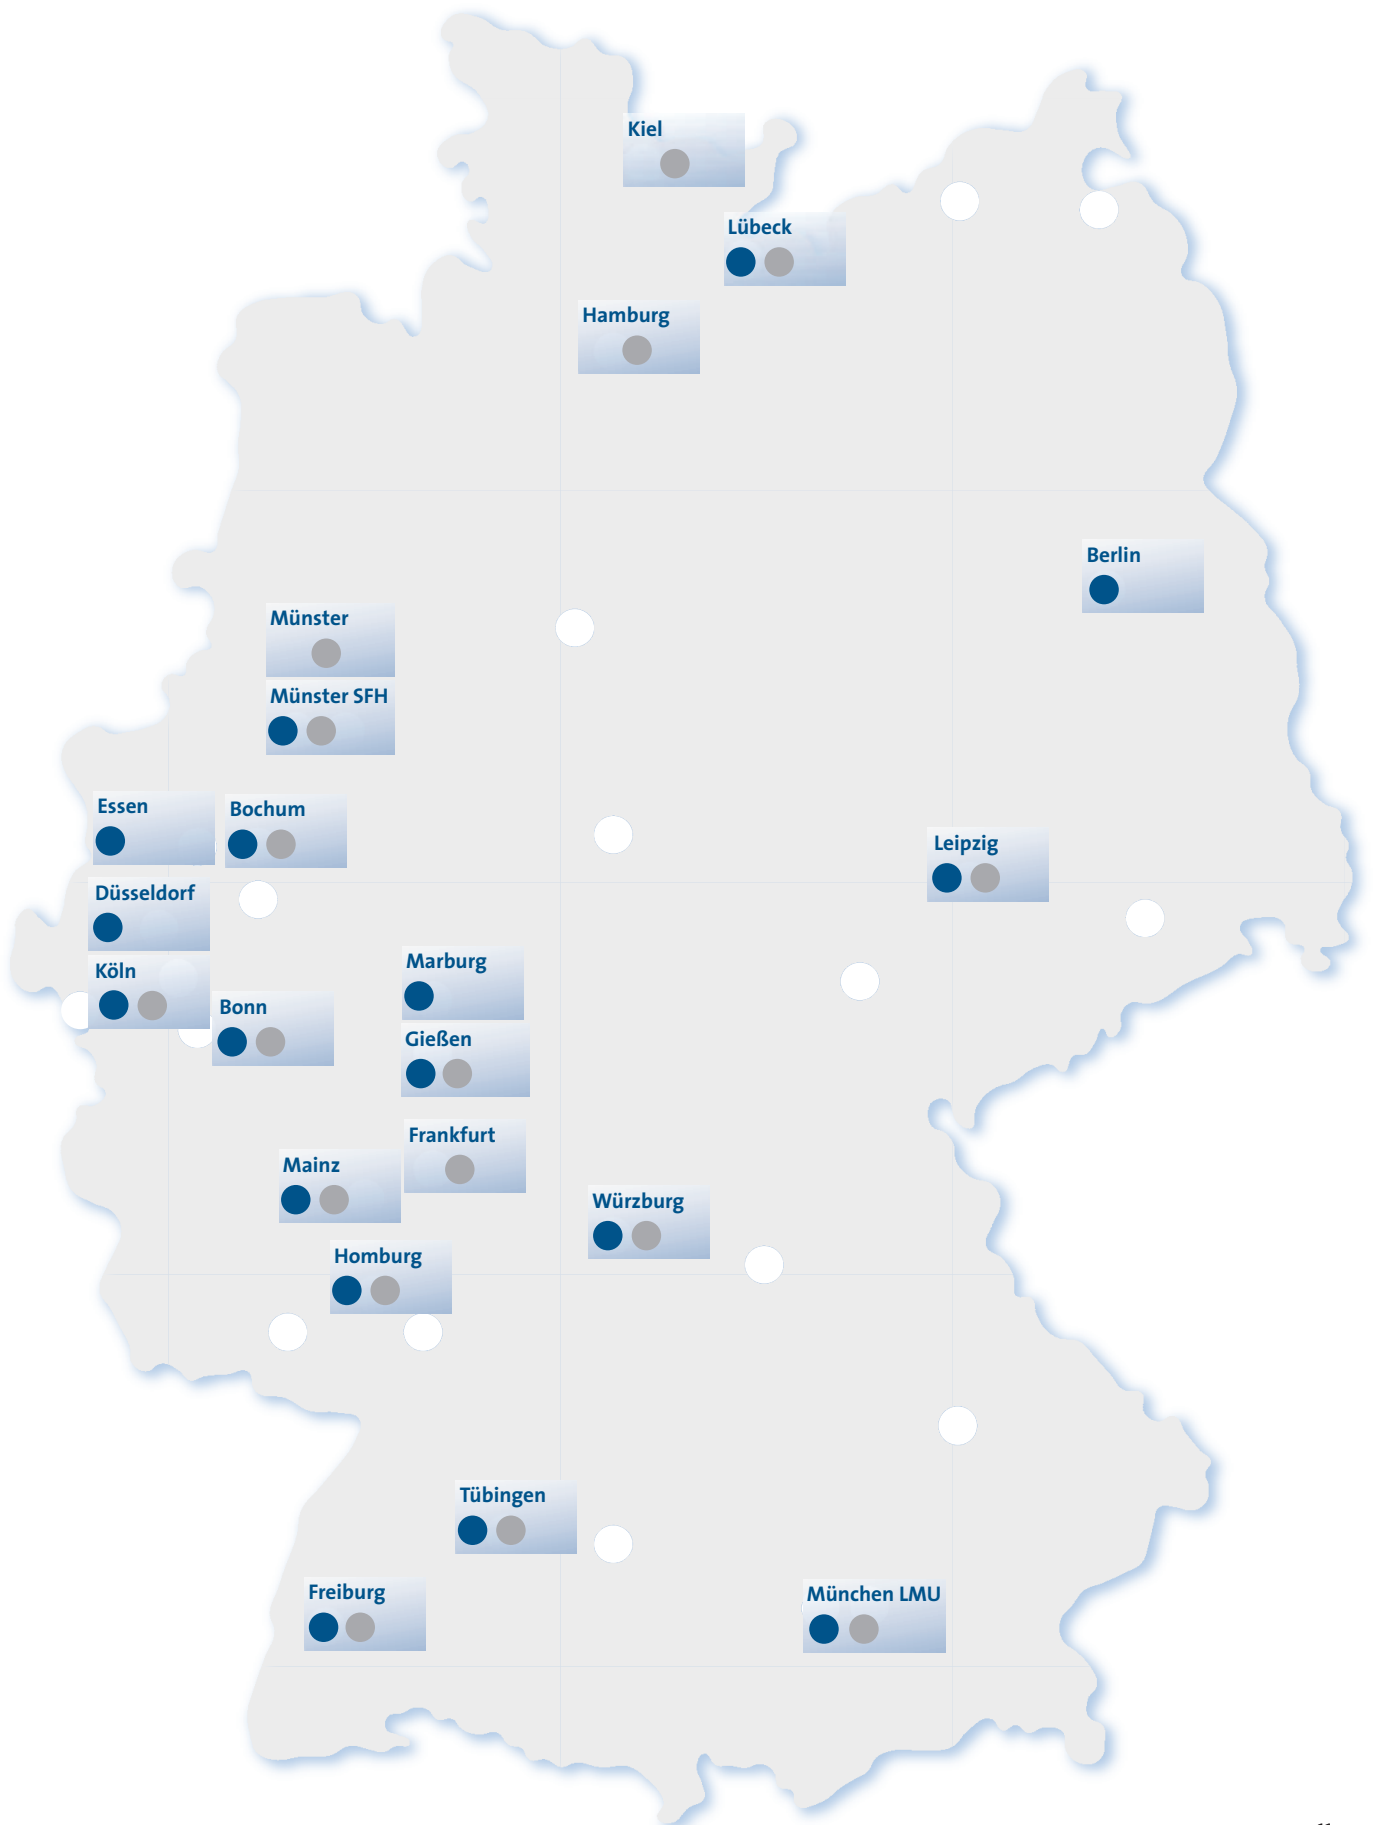 Kiel
Lübeck
Hamburg
Berlin
Münster
Münster SFH
Essen
Bochum
Leipzig
Düsseldorf
Marburg
Köln
Bonn
Gießen
Frankfurt
Mainz
Würzburg
Homburg
Tübingen
Freiburg
München LMU